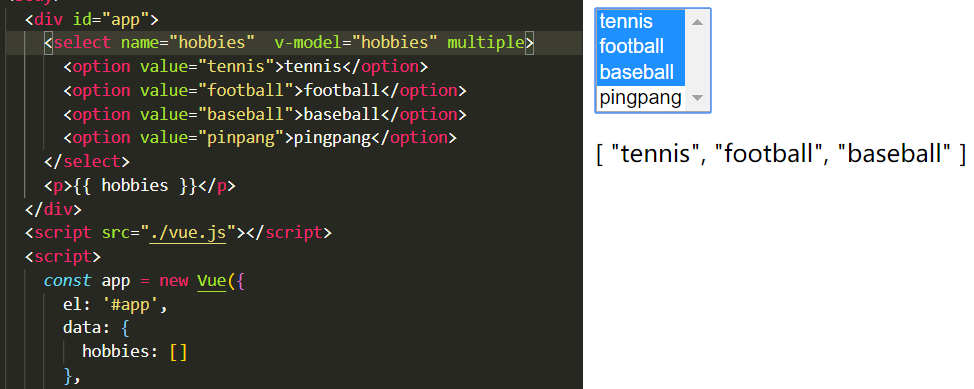 <div id="app">
<select name="hobbies"  v-model="hobbies" multiple>
<option value="tennis">tennis</option>
<option value="football">football</option>
<option value="baseball">baseball</option>
<option value="pinpang">pingpang</option>
</select>
<p>{{ hobbies }}</p>
</div>
<script src="./vue.js"></script>
<script>
const app = new Vue({
el: '#app',
data: {
hobbies: []
},
tennis
football
baseball
pingpang
[ "tennis", "football", "baseball" ]